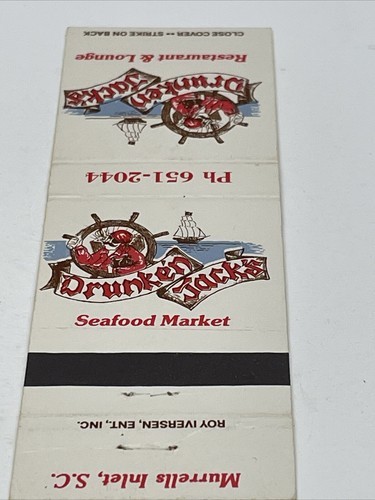 CLOSE COVER -- STRIKE ON BACK
Restaurant & Lounge
Drunken
Jack's
Ph 651-2044
Drunken
Jack's
Seafood Market
ROY IVERSEN, ENT., INC.
Murrells Inlet, S.C.